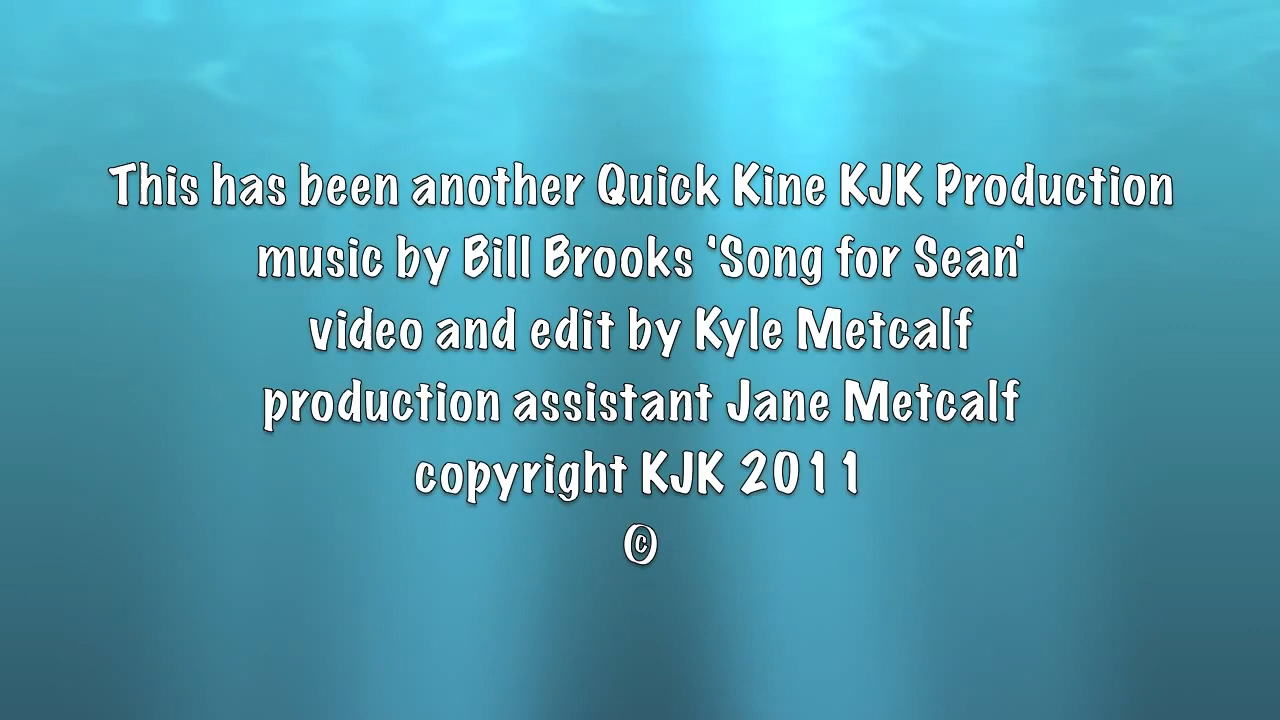 This has been another Quick Kine KJK Production
music by Bill Brooks 'Song for Sean'
video and edit by Kyle Metcalf
production assistant Jane Metcalf
copyright KJK 2011
©